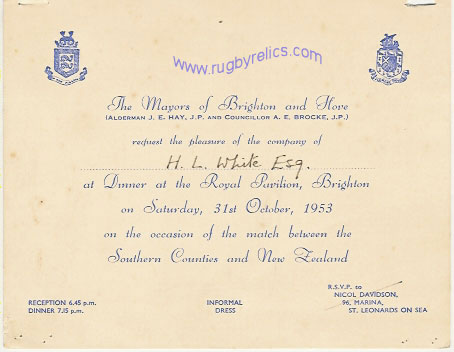 www.rugbyrelics.com
The Mayors of Brighton and Hove
(ALDERMAN J. E. HAY, J.P. AND COUNCILLOR A. E. BROCKE, J.P.)
request the pleasure of the company of
H. L. White Esq.
at Dinner at the Royal Pavilion, Brighton
on Saturday, 31st October, 1953
on the occasion of the match between the
Southern Counties and New Zealand
RECEPTION 6.45 p.m.
DINNER 7.15 p.m.
INFORMAL
DRESS
R.S.V.P. to
NICOL DAVIDSON,
96, MARINA,
ST. LEONARDS ON SEA